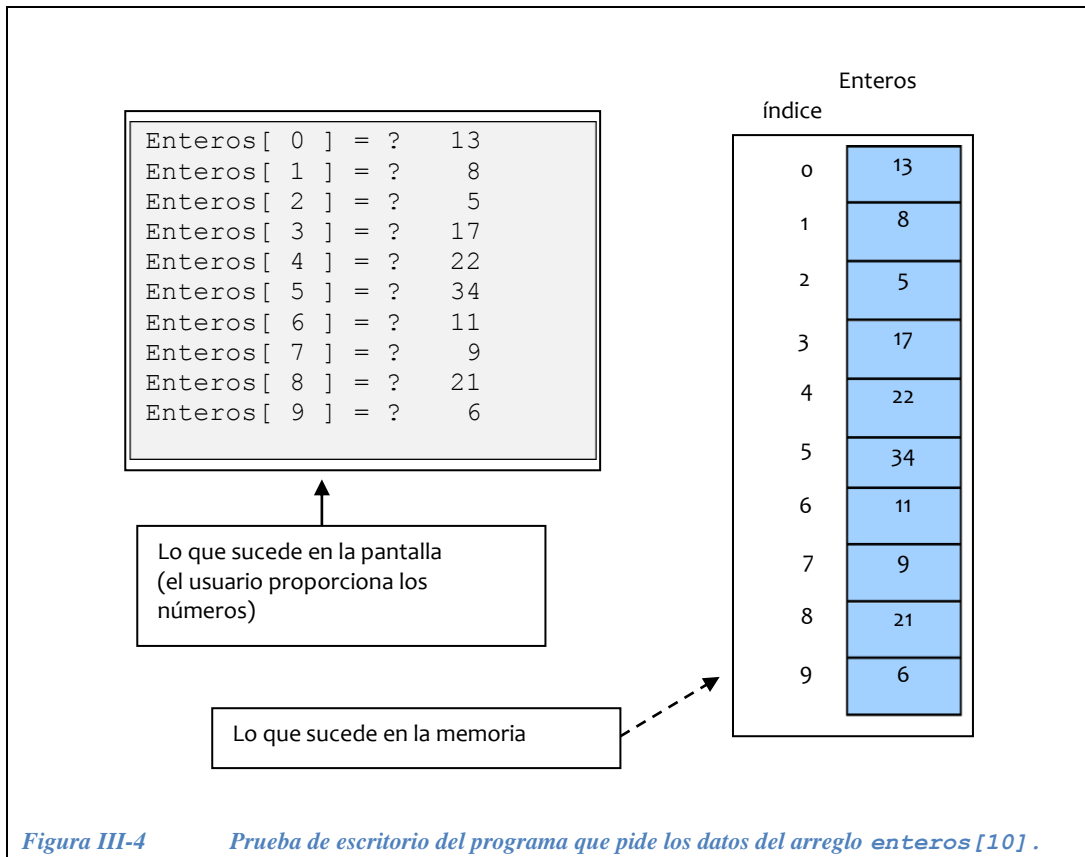 Enteros[ 0 ] = ? 13
Enteros[ 1 ] = ? 8
Enteros[ 2 ] = ? 5
Enteros[ 3 ] = ? 17
Enteros[ 4 ] = ? 22
Enteros[ 5 ] = ? 34
Enteros[ 6 ] = ? 11
Enteros[ 7 ] = ? 9
Enteros[ 8 ] = ? 21
Enteros[ 9 ] = ? 6
Lo que sucede en la pantalla
(el usuario proporciona los
números)
Lo que sucede en la memoria
Enteros
índice
0 13
1 8
2 5
3 17
4 22
5 34
6 11
7 9
8 21
9 6
Figura III-4 Prueba de escritorio del programa que pide los datos del arreglo enteros[10].